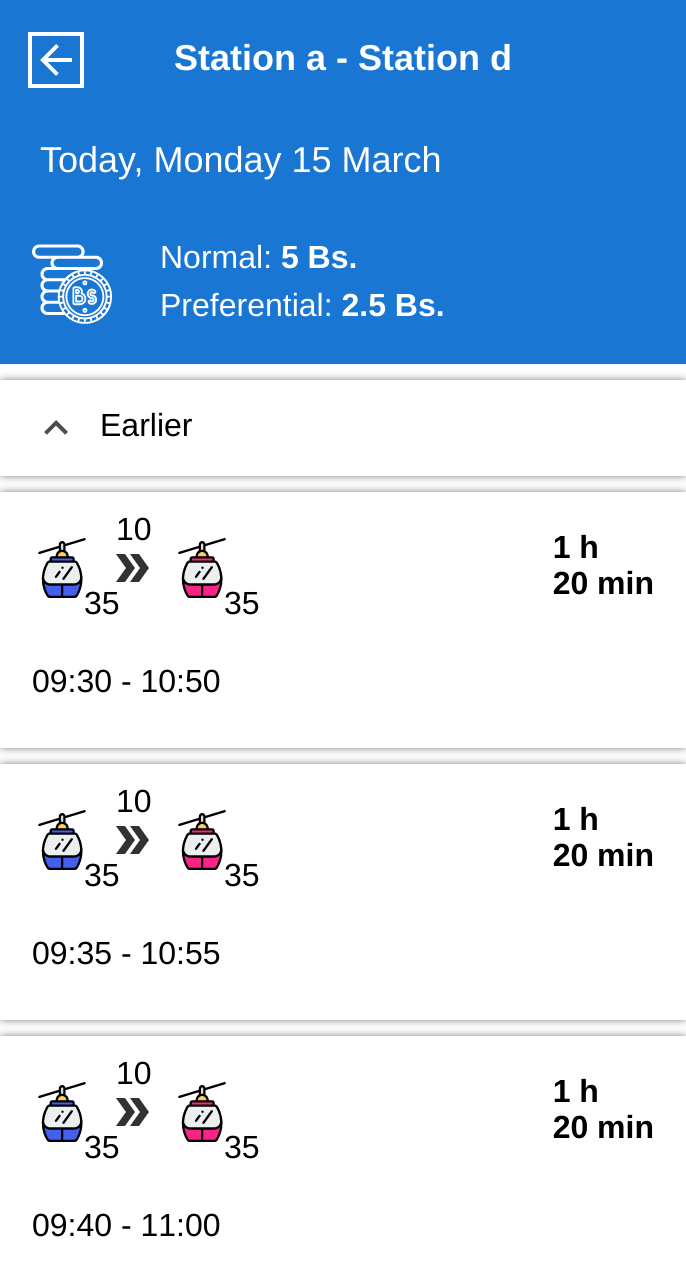 Station a - Station d
Today, Monday 15 March
Bs
Normal: 5 Bs.
Preferential: 2.5 Bs.
Earlier
10
35 35
1 h
20 min
09:30 - 10:50
10
35 35
1 h
20 min
09:35 - 10:55
10
35 35
1 h
20 min
09:40 - 11:00